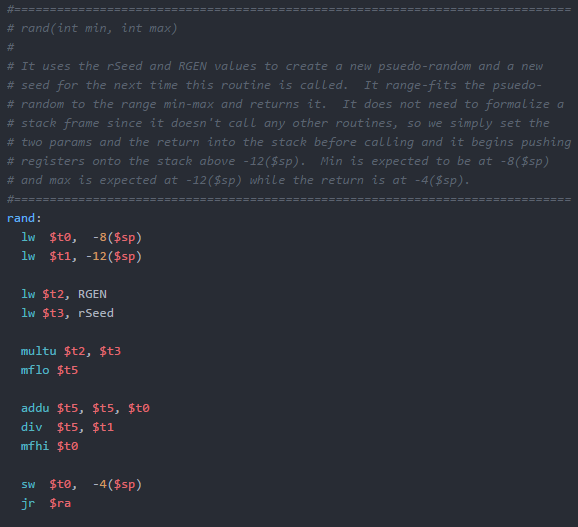 #==============================================================================
# rand(int min, int max)
#
# It uses the rSeed and RGEN values to create a new psuedo-random and a new
# seed for the next time this routine is called.  It range-fits the psuedo-
# random to the range min-max and returns it.  It does not need to formalize a
# stack frame since it doesn't call any other routines, so we simply set the
# two params and the return into the stack before calling and it begins pushing
# registers onto the stack above -12($sp).  Min is expected to be at -8($sp)
# and max is expected at -12($sp) while the return is at -4($sp).
#==============================================================================
rand:
  lw  $t0,  -8($sp)
  lw  $t1, -12($sp)

  lw $t2, RGEN
  lw $t3, rSeed

  multu $t2, $t3
  mflo $t5

  addu $t5, $t5, $t0
  div  $t5, $t1
  mfhi $t0

  sw  $t0,  -4($sp)
  jr  $ra